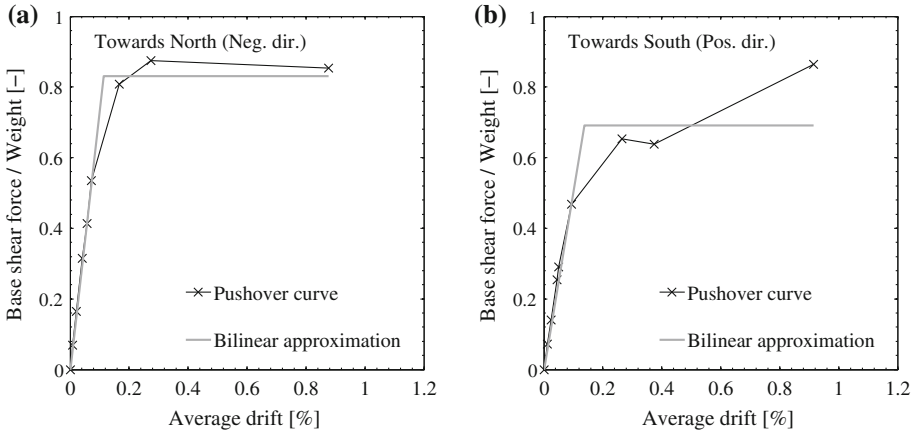 (a)
Towards North (Neg. dir.)
Base shear force / Weight [−]
1
0.8
0.6
0.4
0.2
0
0 0.2 0.4 0.6 0.8 1 1.2
Pushover curve
Bilinear approximation
Average drift [%]
(b)
Towards South (Pos. dir.)
Base shear force / Weight [−]
1
0.8
0.6
0.4
0.2
0
0 0.2 0.4 0.6 0.8 1 1.2
Pushover curve
Bilinear approximation
Average drift [%]